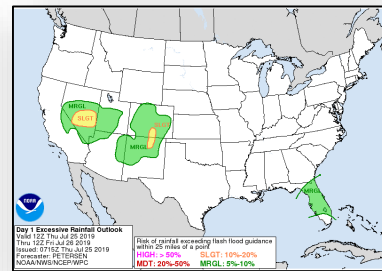 MRGL
SLGT
SLGT
MRGL
MRGL
NOAA
Day 1 Excessive Rainfall Outlook
Valid 12Z Thu Jul 25 2019
Thru 12Z Fri Jul 26 2019
Issued: 0715Z Thu Jul 25 2019
Forecaster: PETERSEN
NOAA/NWS/NCEP/WPC
Risk of rainfall exceeding flash flood guidance
within 25 miles of a point
HIGH: > 50% SLGT: 10%-20%
MDT: 20%-50% MRGL: 5%-10%